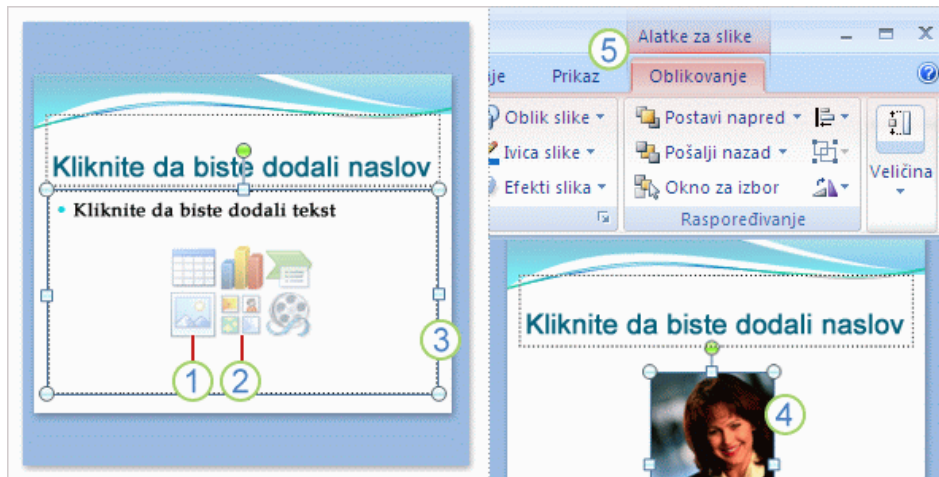 Kliknite da biste dodali naslov
• Kliknite da biste dodali tekst
1
2
3
5
Alatke za slike
Prikaz
Oblikovanje
Oblik slike
Ivica slike
Efekti slika
Postavi napred
Pošalji nazad
Okno za izbor
Raspoređivanje
Veličina
Kliknite da biste dodali naslov
4